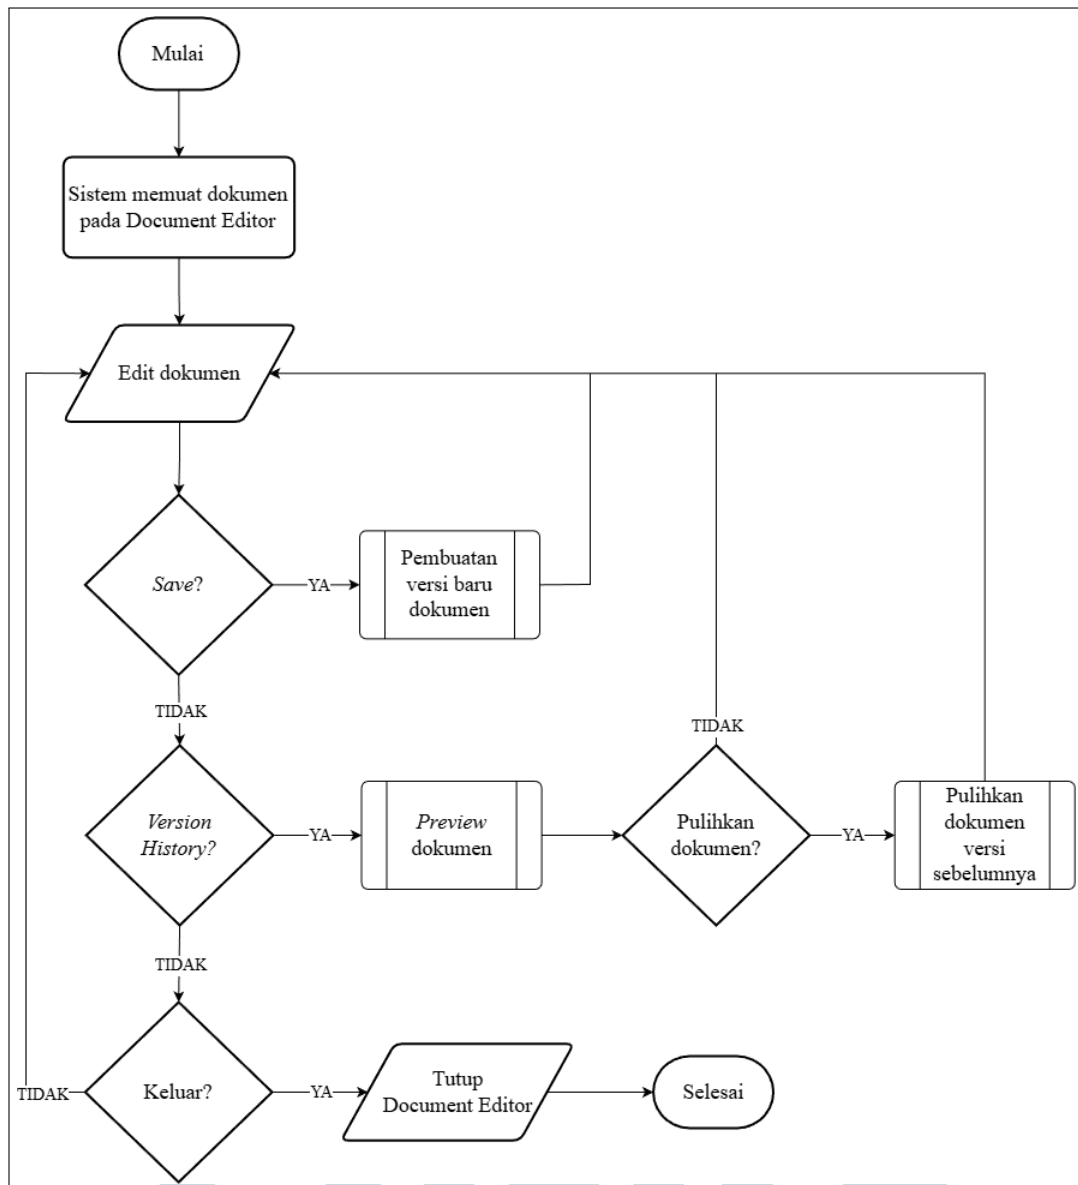 Mulai
Sistem memuat dokumen
pada Document Editor
Edit dokumen
Save?
YA
Pembuatan
versi baru
dokumen
TIDAK
Version
History?
YA
Preview
dokumen
TIDAK
Pulihkan
dokumen?
YA
Pulihkan
dokumen
versi
sebelumnya
TIDAK
TIDAK
Keluar?
YA
Tutup
Document Editor
Selesai